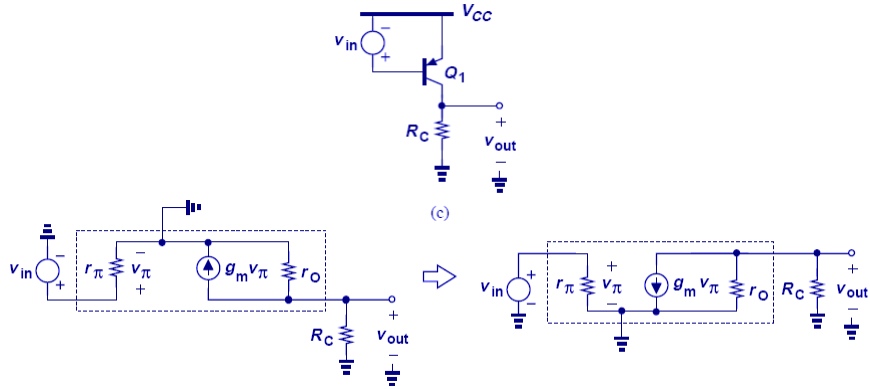 V_CC
v_in
−
+
Q_1
R_C
+
v_out
−
(c)
v_in
−
+
r_π
−
v_π
+
g_m v_π
r_O
R_C
+
v_out
−
v_in
+
−
r_π
+
v_π
−
g_m v_π
r_O
R_C
+
v_out
−